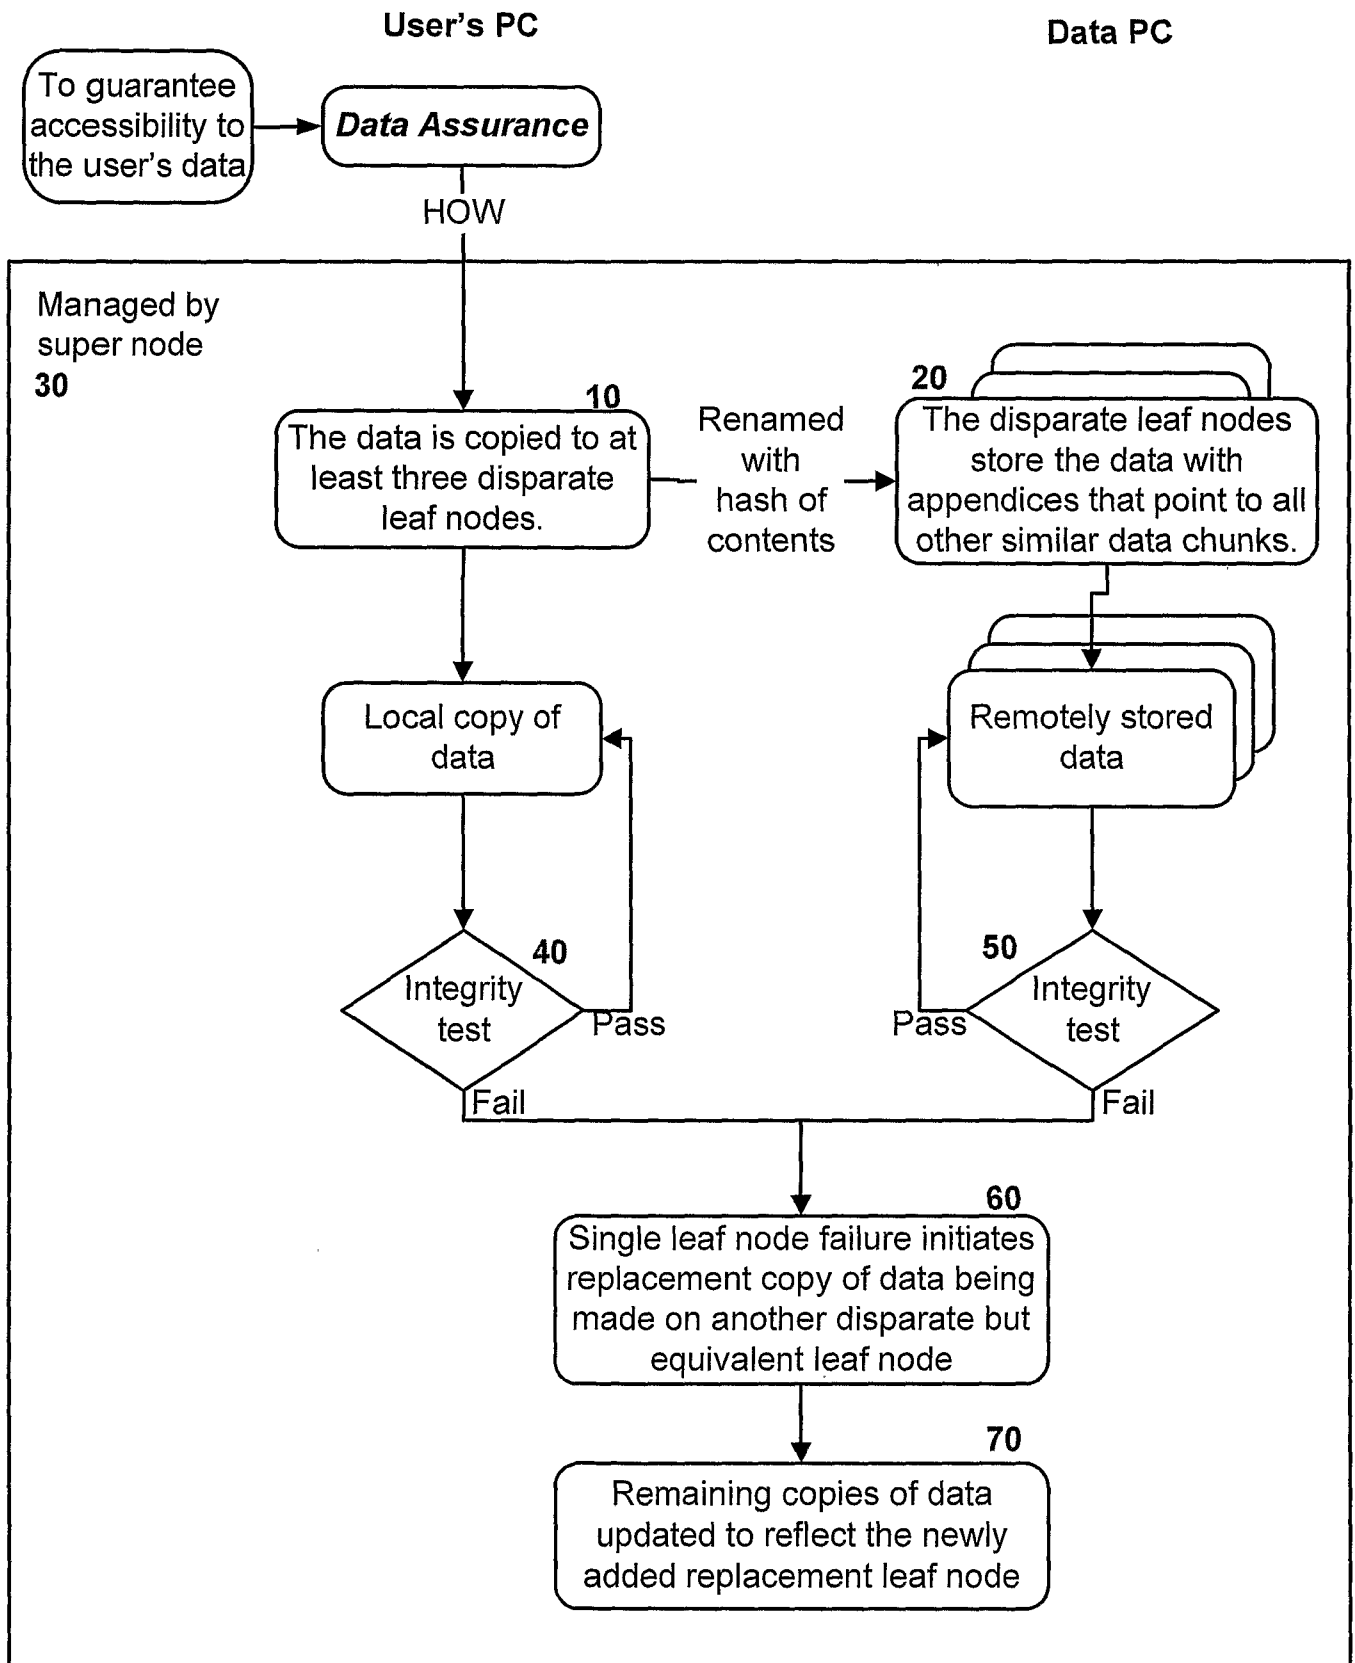 User's PC
Data PC
To guarantee
accessibility to
the user's data
Data Assurance
HOW
Managed by
super node
30
10
The data is copied to at
least three disparate
leaf nodes.
Renamed
with
hash of
contents
20
The disparate leaf nodes
store the data with
appendices that point to all
other similar data chunks.
Local copy of
data
Remotely stored
data
40
Integrity
test
Pass
Fail
50
Integrity
test
Pass
Fail
60
Single leaf node failure initiates
replacement copy of data being
made on another disparate but
equivalent leaf node
70
Remaining copies of data
updated to reflect the newly
added replacement leaf node